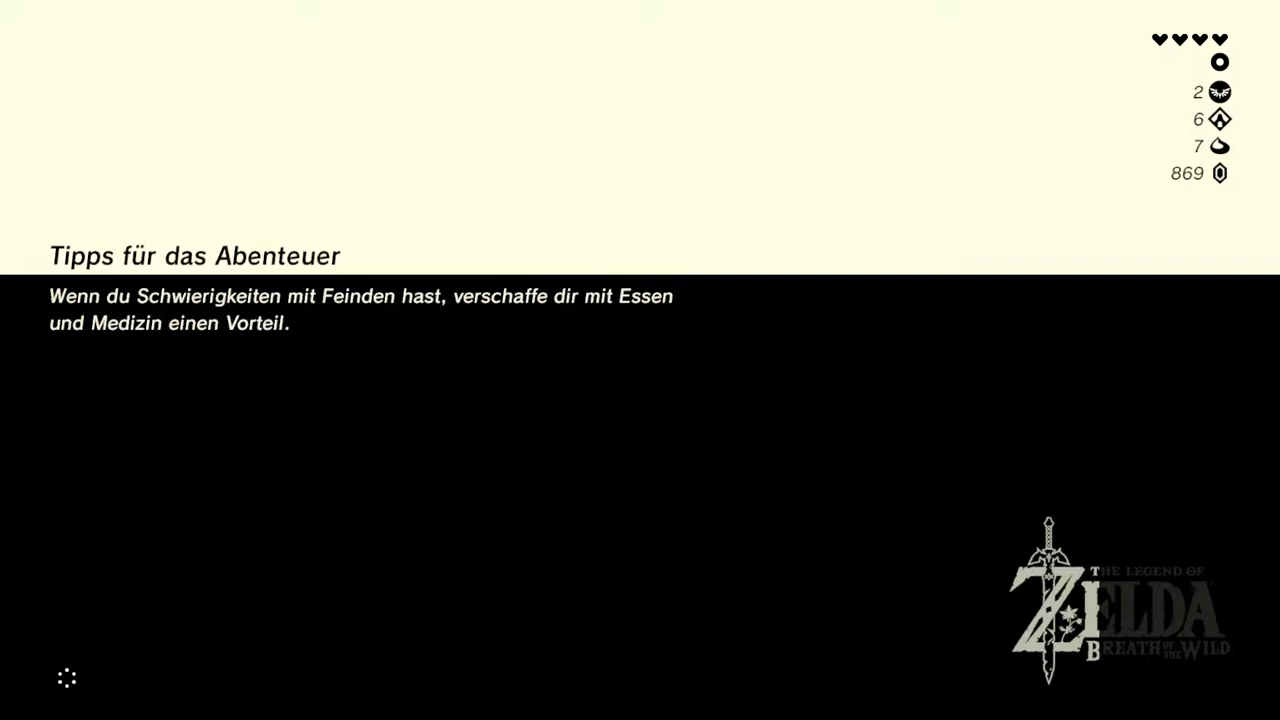 2
6
7
869
Tipps für das Abenteuer
Wenn du Schwierigkeiten mit Feinden hast, verschaffe dir mit Essen
und Medizin einen Vorteil.
THE LEGEND OF
ZELDA
BREATH OF THE WILD